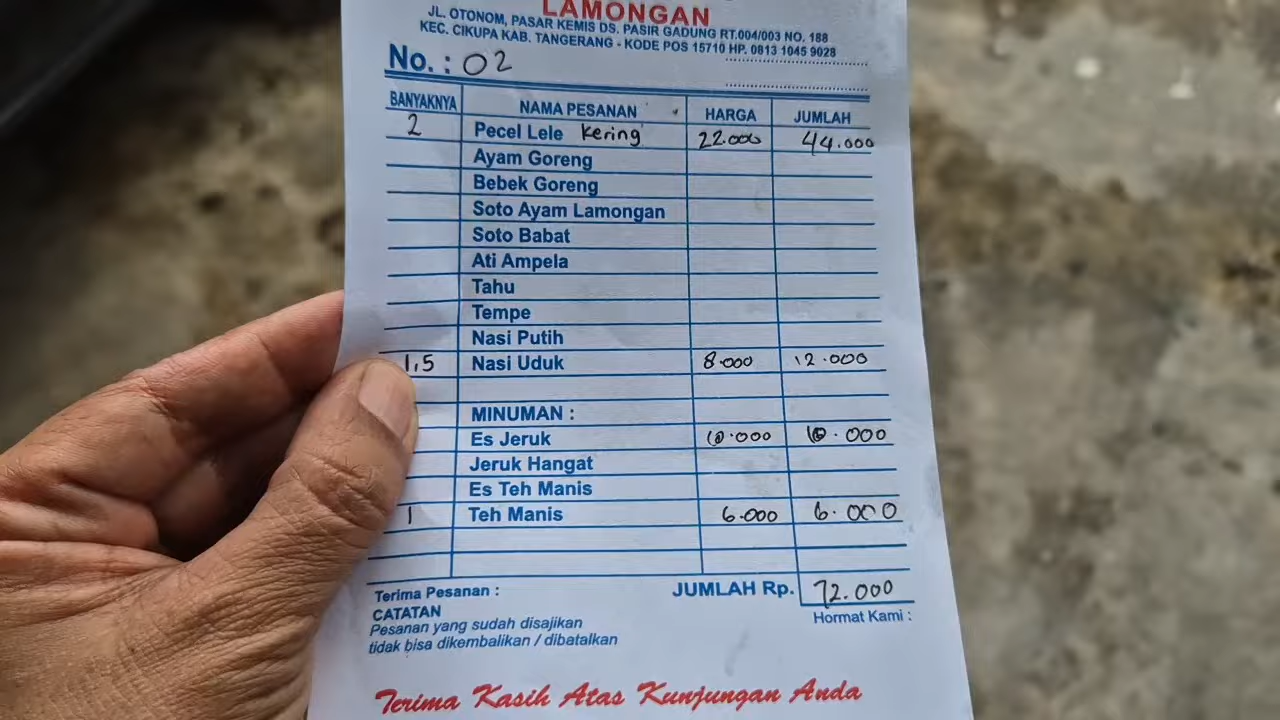 LAMONGAN
JL. OTONOM, PASAR KEMIS DS. PASIR GADUNG RT.004/003 NO. 188
KEC. CIKUPA KAB. TANGERANG - KODE POS 15710 HP. 0813 1045 9028
No. : 02
BANYAKNYA NAMA PESANAN HARGA JUMLAH
2 Pecel Lele Kering 22.000 44.000
Ayam Goreng
Bebek Goreng
Soto Ayam Lamongan
Soto Babat
Ati Ampela
Tahu
Tempe
Nasi Putih
1,5 Nasi Uduk 8.000 12.000
MINUMAN :
Es Jeruk 10.000 10.000
Jeruk Hangat
Es Teh Manis
1 Teh Manis 6.000 6.000
JUMLAH Rp. 72.000
Terima Pesanan :
Hormat Kami :
CATATAN
Pesanan yang sudah disajikan
tidak bisa dikembalikan / dibatalkan
Terima Kasih Atas Kunjungan Anda